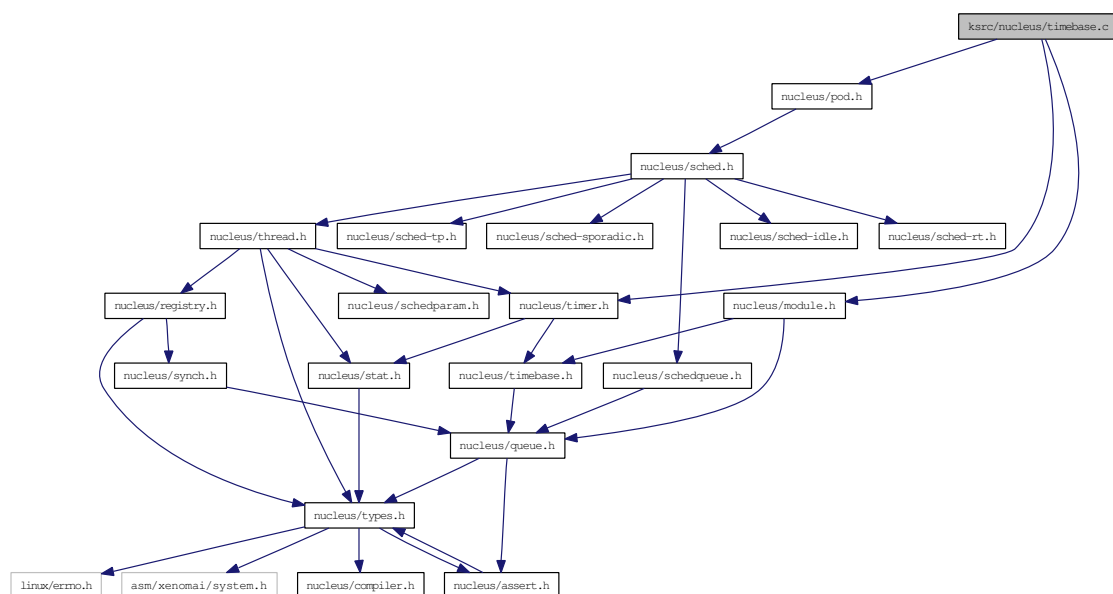 ksrc/nucleus/timebase.c
nucleus/pod.h
nucleus/sched.h
nucleus/thread.h
nucleus/sched-tp.h
nucleus/sched-sporadic.h
nucleus/sched-idle.h
nucleus/sched-rt.h
nucleus/registry.h
nucleus/schedparam.h
nucleus/timer.h
nucleus/module.h
nucleus/synch.h
nucleus/stat.h
nucleus/timebase.h
nucleus/schedqueue.h
nucleus/queue.h
nucleus/types.h
linux/errno.h
asm/xenomai/system.h
nucleus/compiler.h
nucleus/assert.h